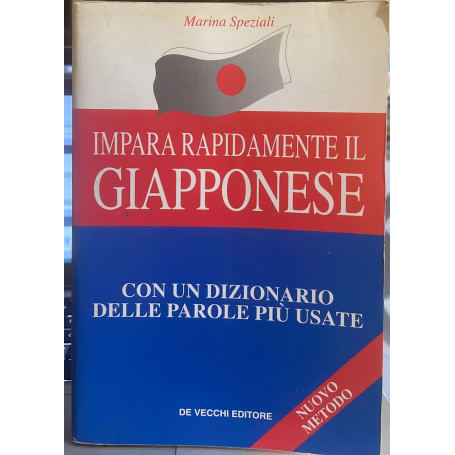 Marina Speziali
IMPARA RAPIDAMENTE IL
GIAPPONESE
CON UN DIZIONARIO
DELLE PAROLE PIÙ USATE
NUOVO
METODO
DE VECCHI EDITORE